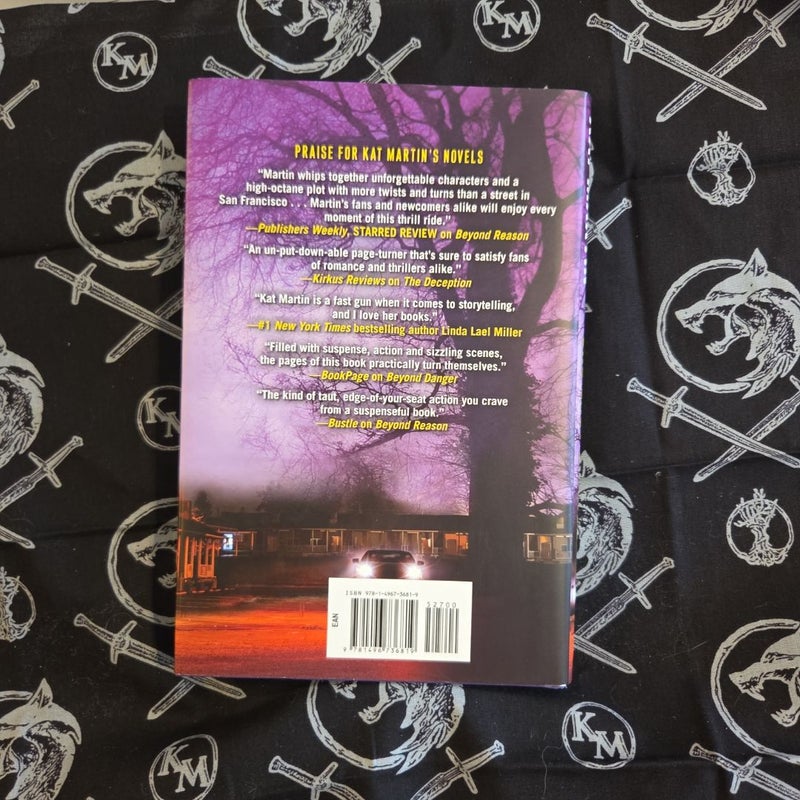 PRAISE FOR KAT MARTIN'S NOVELS
"Martin whips together unforgettable characters and a
high-octane plot with more twists and turns than a street in
San Francisco . . . Martin's fans and newcomers alike will enjoy every
moment of this thrill ride."
—Publishers Weekly, STARRED REVIEW on Beyond Reason
"An un-put-down-able page-turner that's sure to satisfy fans
of romance and thrillers alike."
—Kirkus Reviews on The Deception
"Kat Martin is a fast gun when it comes to storytelling,
and I love her books."
—#1 New York Times bestselling author Linda Lael Miller
"Filled with suspense, action and sizzling scenes,
the pages of this book practically turn themselves."
—BookPage on Beyond Danger
"The kind of taut, edge-of-your-seat action you crave
from a suspenseful book."
—Bustle on Beyond Reason
ISBN 978-1-4967-3681-9
52700
EAN
9 781496 736819
KM
KM
KM
KM
KM